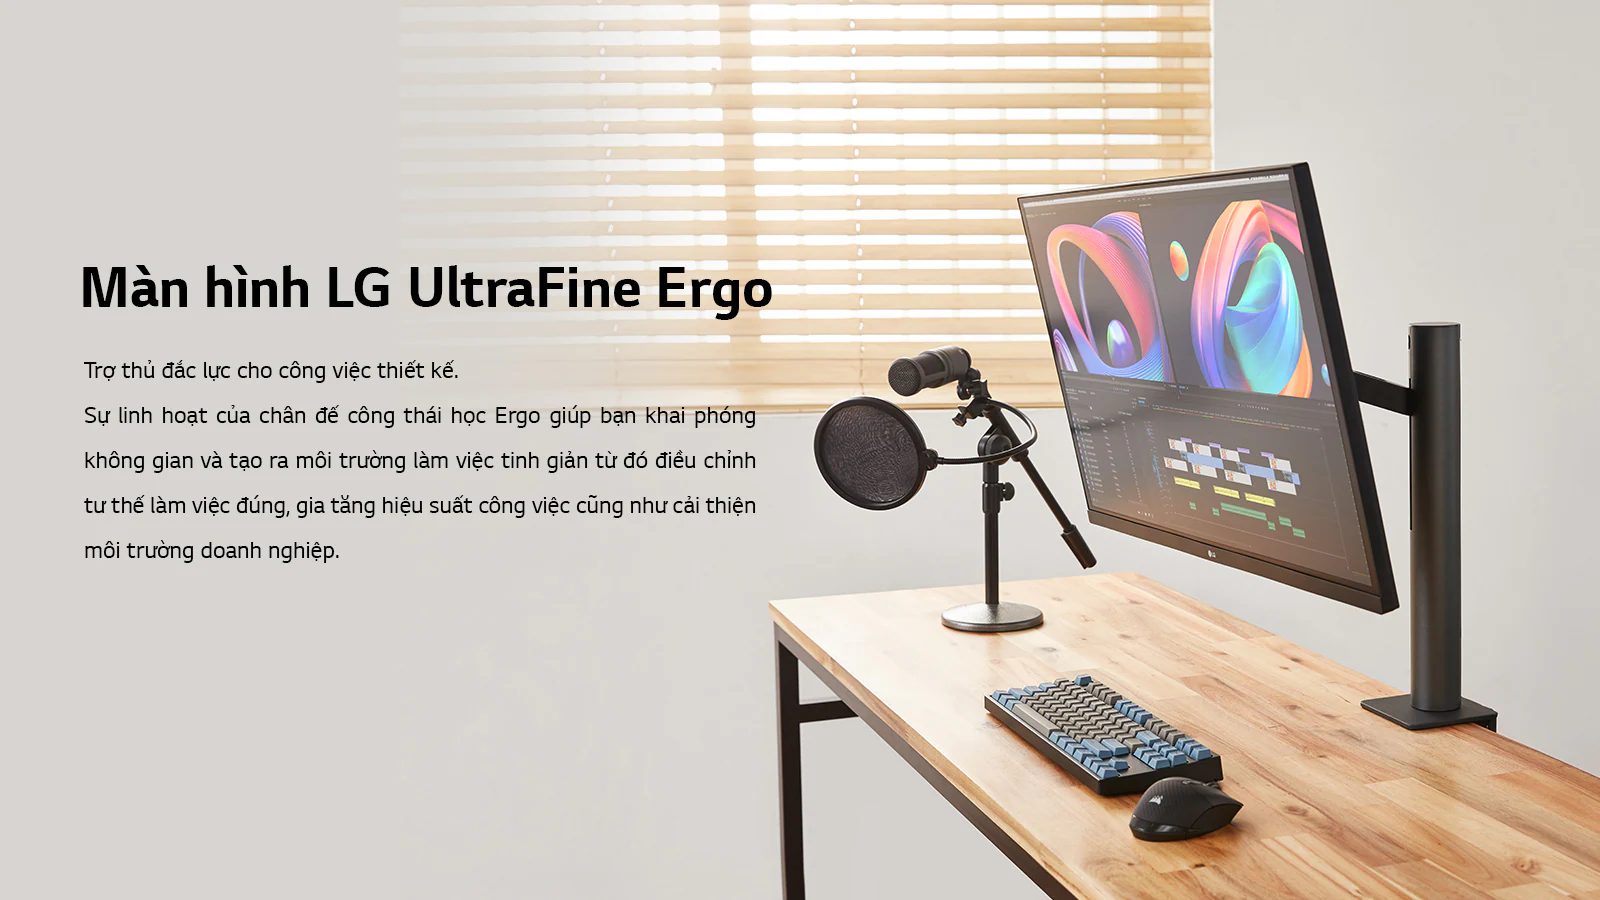 Màn hình LG UltraFine Ergo
Trợ thủ đắc lực cho công việc thiết kế.
Sự linh hoạt của chân đế công thái học Ergo giúp bạn khai phóng
không gian và tạo ra môi trường làm việc tinh giản từ đó điều chỉnh
tư thế làm việc đúng, gia tăng hiệu suất công việc cũng như cải thiện
môi trường doanh nghiệp.
LG